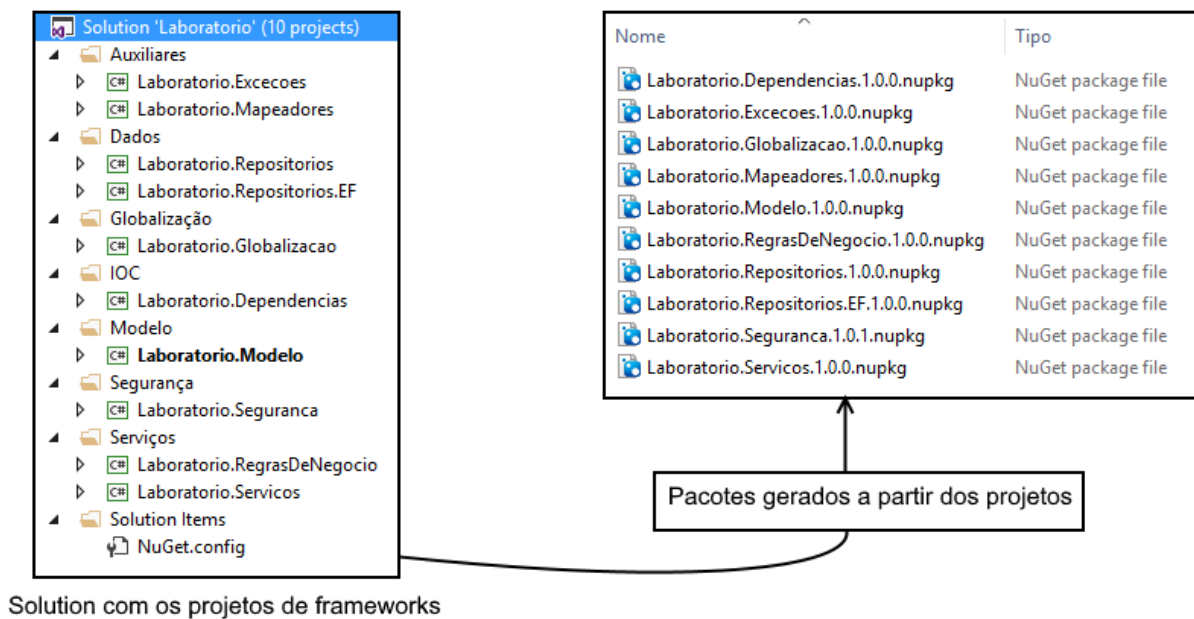 Solution 'Laboratorio' (10 projects)
Auxiliares
C# Laboratorio.Excecoes
C# Laboratorio.Mapeadores
Dados
C# Laboratorio.Repositorios
C# Laboratorio.Repositorios.EF
Globalização
C# Laboratorio.Globalizacao
IOC
C# Laboratorio.Dependencias
Modelo
C# Laboratorio.Modelo
Segurança
C# Laboratorio.Seguranca
Serviços
C# Laboratorio.RegrasDeNegocio
C# Laboratorio.Servicos
Solution Items
NuGet.config
Solution com os projetos de frameworks
Nome Tipo
Laboratorio.Dependencias.1.0.0.nupkg NuGet package file
Laboratorio.Excecoes.1.0.0.nupkg NuGet package file
Laboratorio.Globalizacao.1.0.0.nupkg NuGet package file
Laboratorio.Mapeadores.1.0.0.nupkg NuGet package file
Laboratorio.Modelo.1.0.0.nupkg NuGet package file
Laboratorio.RegrasDeNegocio.1.0.0.nupkg NuGet package file
Laboratorio.Repositorios.1.0.0.nupkg NuGet package file
Laboratorio.Repositorios.EF.1.0.0.nupkg NuGet package file
Laboratorio.Seguranca.1.0.1.nupkg NuGet package file
Laboratorio.Servicos.1.0.0.nupkg NuGet package file
Pacotes gerados a partir dos projetos